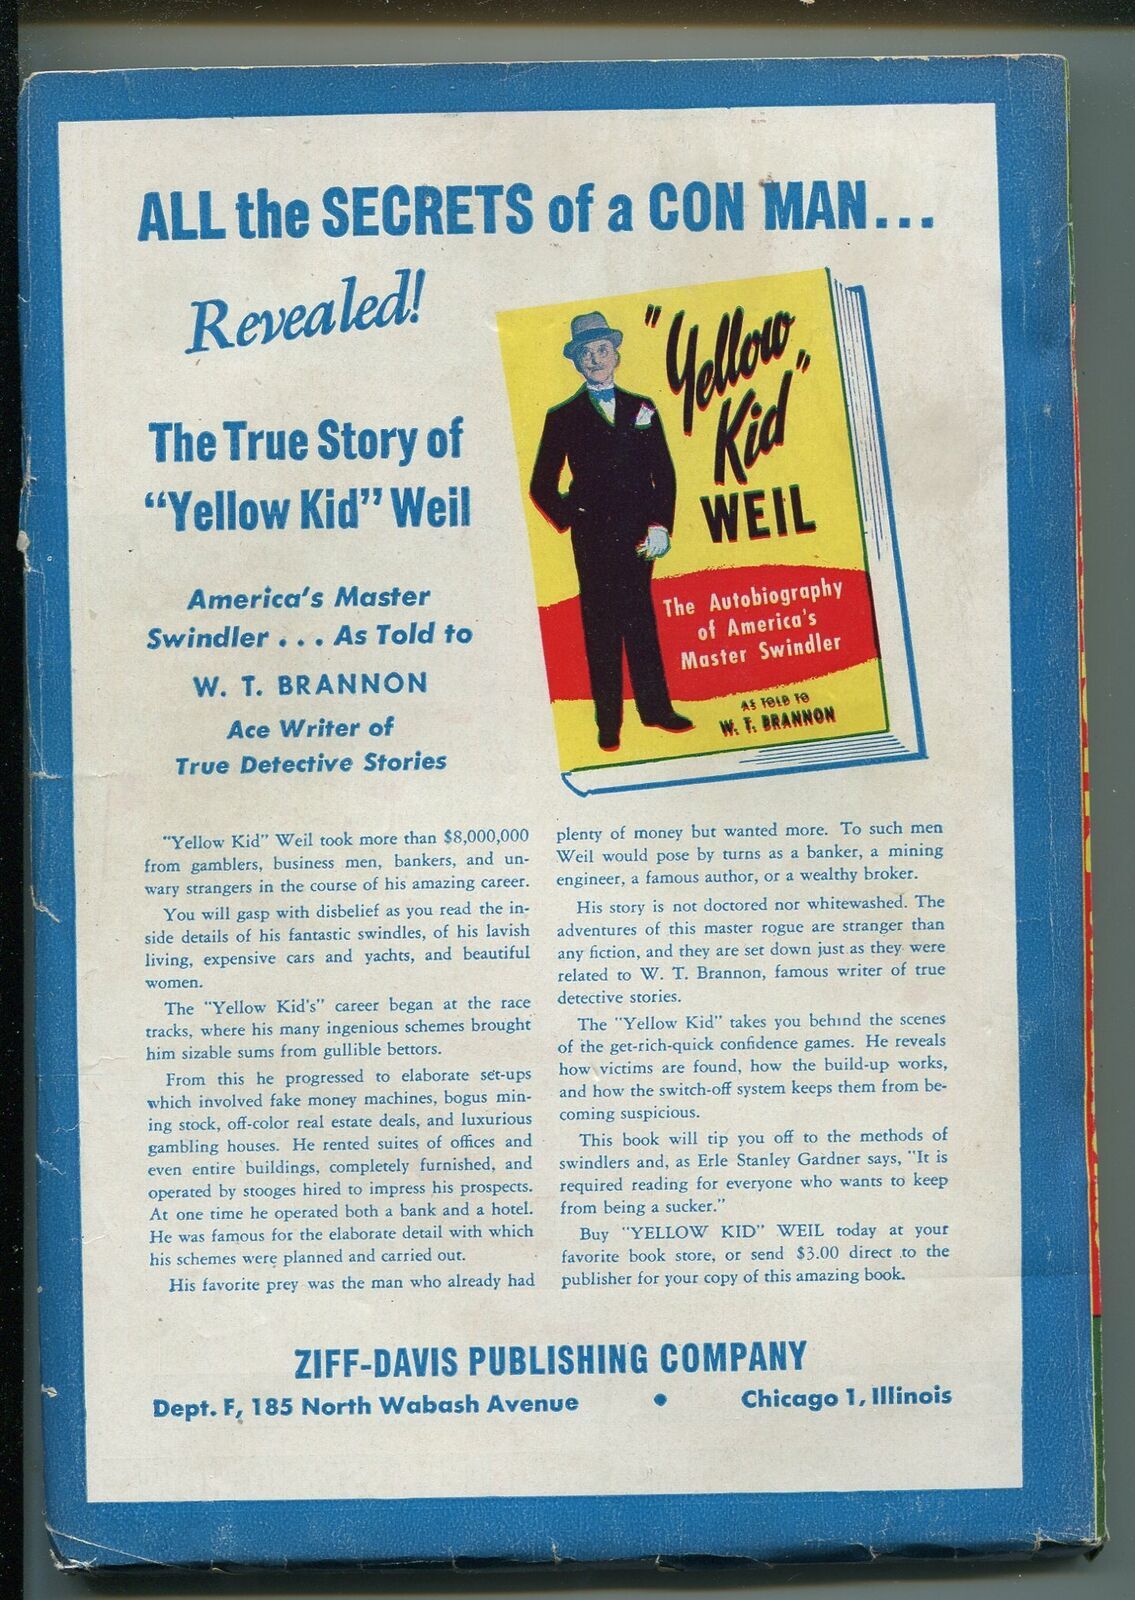 ALL the SECRETS of a CON MAN...
Revealed!
The True Story of
"Yellow Kid" Weil
America's Master
Swindler . . . As Told to
W. T. BRANNON
Ace Writer of
True Detective Stories
"Yellow
Kid"
WEIL
The Autobiography
of America's
Master Swindler
AS TOLD TO
W. T. BRANNON
"Yellow Kid" Weil took more than $8,000,000
from gamblers, business men, bankers, and un-
wary strangers in the course of his amazing career.
You will gasp with disbelief as you read the in-
side details of his fantastic swindles, of his lavish
living, expensive cars and yachts, and beautiful
women.
The "Yellow Kid's" career began at the race
tracks, where his many ingenious schemes brought
him sizable sums from gullible bettors.
From this he progressed to elaborate set-ups
which involved fake money machines, bogus min-
ing stock, off-color real estate deals, and luxurious
gambling houses. He rented suites of offices and
even entire buildings, completely furnished, and
operated by stooges hired to impress his prospects.
At one time he operated both a bank and a hotel.
He was famous for the elaborate detail with which
his schemes were planned and carried out.
His favorite prey was the man who already had
plenty of money but wanted more. To such men
Weil would pose by turns as a banker, a mining
engineer, a famous author, or a wealthy broker.
His story is not doctored nor whitewashed. The
adventures of this master rogue are stranger than
any fiction, and they are set down just as they were
related to W. T. Brannon, famous writer of true
detective stories.
The "Yellow Kid" takes you behind the scenes
of the get-rich-quick confidence games. He reveals
how victims are found, how the build-up works,
and how the switch-off system keeps them from be-
coming suspicious.
This book will tip you off to the methods of
swindlers and, as Erle Stanley Gardner says, "It is
required reading for everyone who wants to keep
from being a sucker."
Buy "YELLOW KID" WEIL today at your
favorite book store, or send $3.00 direct to the
publisher for your copy of this amazing book.
ZIFF-DAVIS PUBLISHING COMPANY
Dept. F, 185 North Wabash Avenue • Chicago 1, Illinois